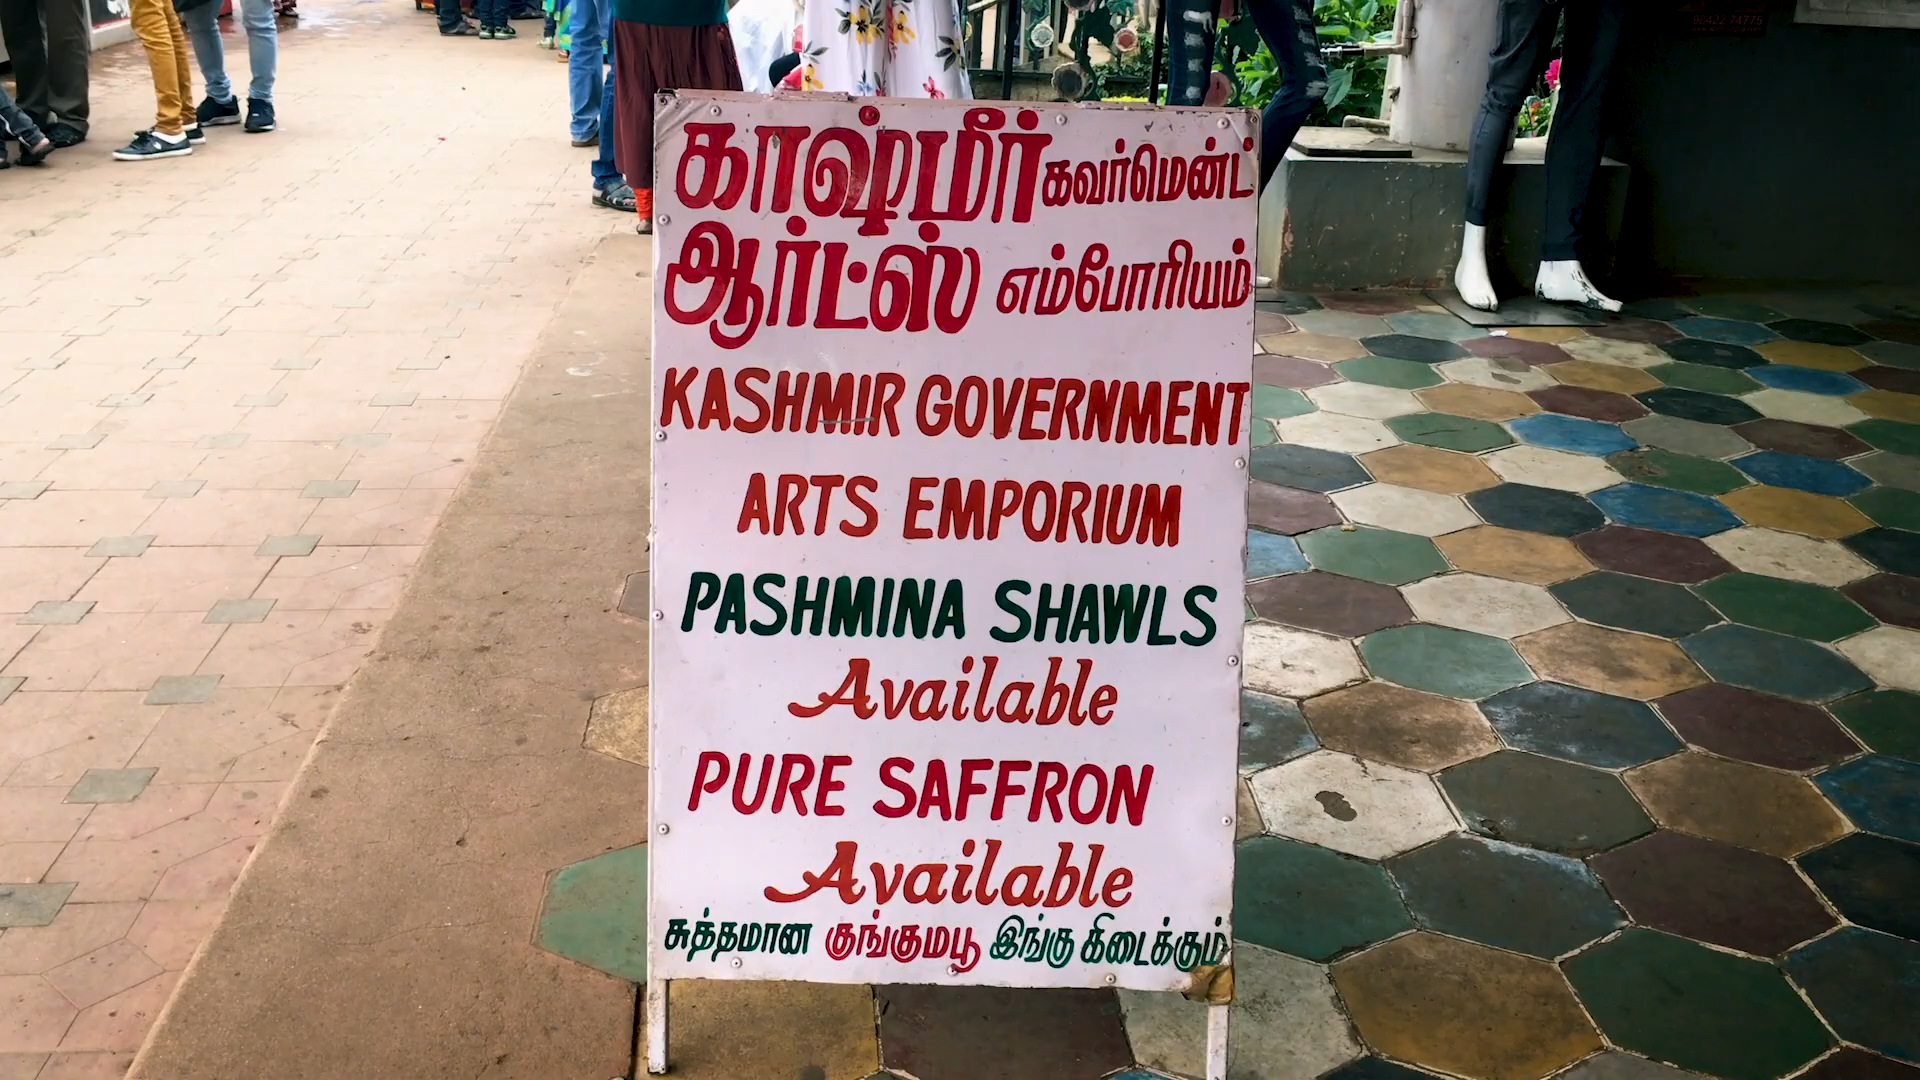 காஷ்மீர் கவர்மென்ட்
ஆர்ட்ஸ் எம்போரியம்
KASHMIR GOVERNMENT
ARTS EMPORIUM
PASHMINA SHAWLS
Available
PURE SAFFRON
Available
சுத்தமான குங்குமபூ இங்கு கிடைக்கும்